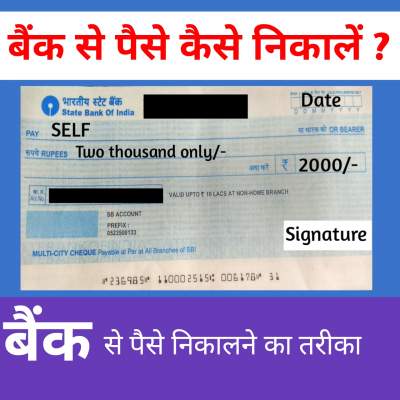 बैंक से पैसे कैसे निकालें ?
भारतीय स्टेट बैंक
State Bank Of India
Date
PAY SELF
या धारक को OR BEARER
रुपये RUPEES Two thousand only/-
अदा करें ₹ 2000/-
VALID UPTO ₹ 10 LACS AT NON-HOME BRANCH
SB ACCOUNT
PREFIX:
0523500133
Signature
MULTI-CITY CHEQUE Payable at Par at All Branches of SBI
⑈236985⑈ 110002515⑆ 006178⑈ 31
बैंक से पैसे निकालने का तरीका